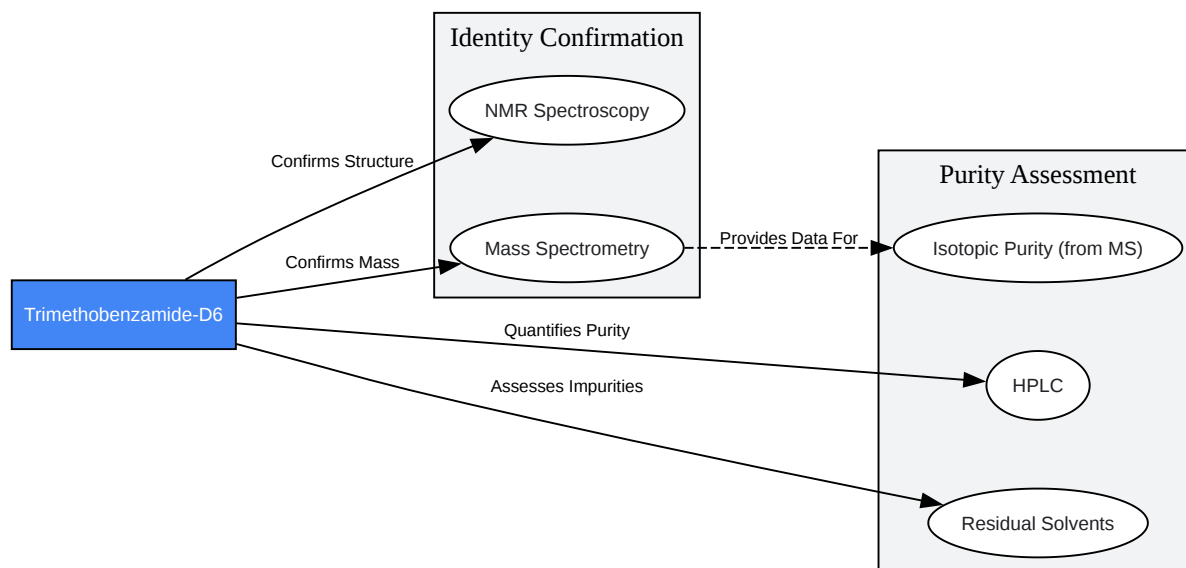 Identity Confirmation
NMR Spectroscopy
Confirms Structure
Purity Assessment
Mass Spectrometry
Provides Data For
Isotopic Purity (from MS)
Confirms Mass
Trimethobenzamide-D6
Quantifies Purity
HPLC
Assesses Impurities
Residual Solvents